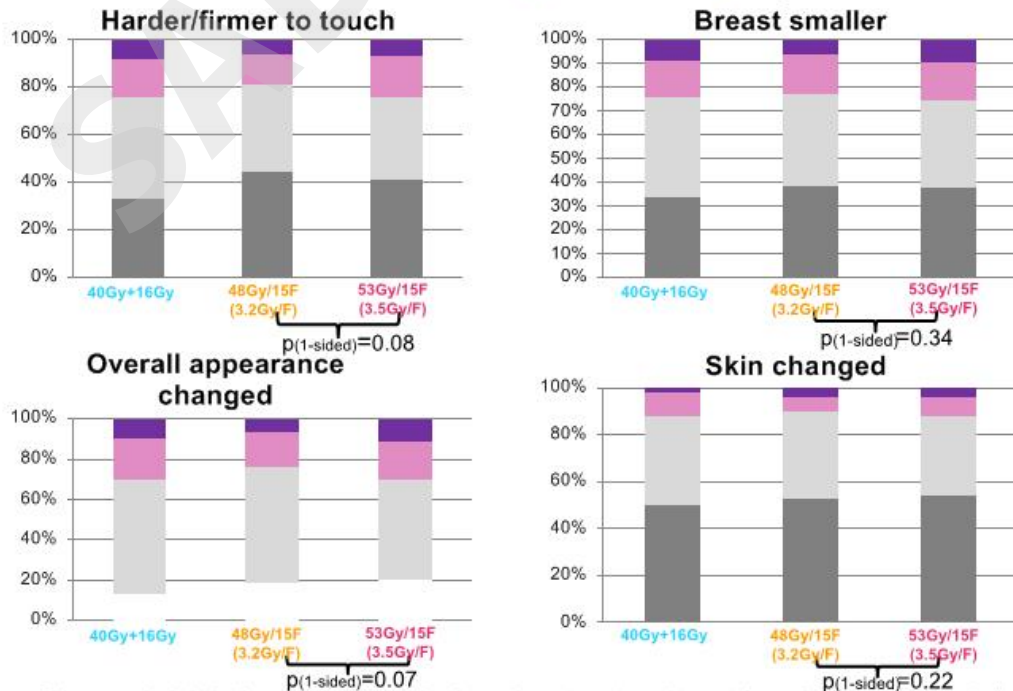 Harder/firmer to touch
100%
80%
60%
40%
20%
0%
40Gy+16Gy
48Gy/15F
(3.2Gy/F)
53Gy/15F
(3.5Gy/F)
p(1-sided)=0.08
Breast smaller
100%
90%
80%
70%
60%
50%
40%
30%
20%
10%
0%
40Gy+16Gy
48Gy/15F
(3.2Gy/F)
53Gy/15F
(3.5Gy/F)
p(1-sided)=0.34
Overall appearance
changed
100%
80%
60%
40%
20%
0%
40Gy+16Gy
48Gy/15F
(3.2Gy/F)
53Gy/15F
(3.5Gy/F)
p(1-sided)=0.07
Skin changed
100%
80%
60%
40%
20%
0%
40Gy+16Gy
48Gy/15F
(3.2Gy/F)
53Gy/15F
(3.5Gy/F)
p(1-sided)=0.22